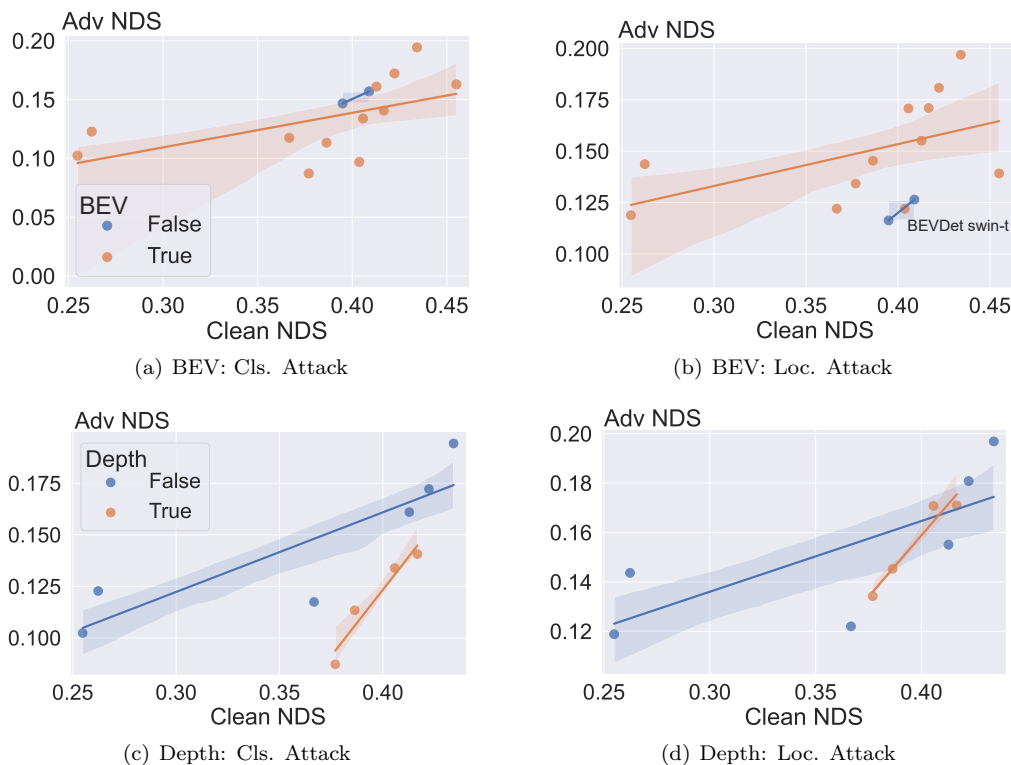 Adv NDS
0.20
0.15
0.10
0.05
0.00
BEV
False
True
0.25 0.30 0.35 0.40 0.45
Clean NDS
(a) BEV: Cls. Attack
Adv NDS
0.200
0.175
0.150
0.125
0.100
BEVDet swin-t
0.25 0.30 0.35 0.40 0.45
Clean NDS
(b) BEV: Loc. Attack
Adv NDS
0.175
0.150
0.125
0.100
Depth
False
True
0.25 0.30 0.35 0.40
Clean NDS
(c) Depth: Cls. Attack
Adv NDS
0.20
0.18
0.16
0.14
0.12
0.25 0.30 0.35 0.40
Clean NDS
(d) Depth: Loc. Attack